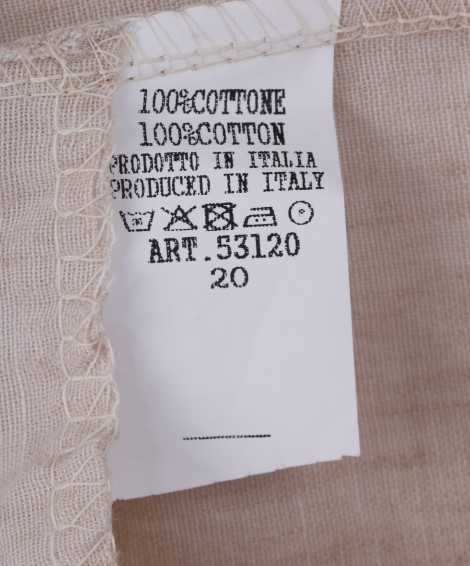 100%COTTONE
100%COTTON
PRODOTTO IN ITALIA
PRODUCED IN ITALY
ART.53120
20